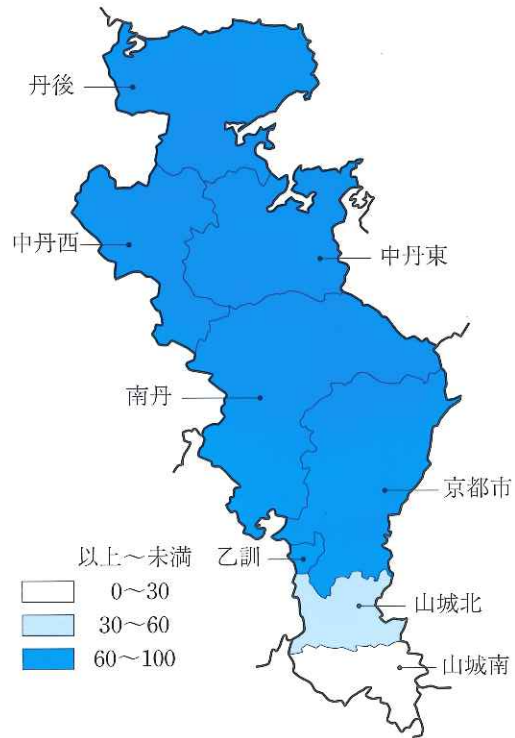 丹後
中丹西
中丹東
南丹
京都市
乙訓
山城北
山城南
以上～未満
0～30
30～60
60～100